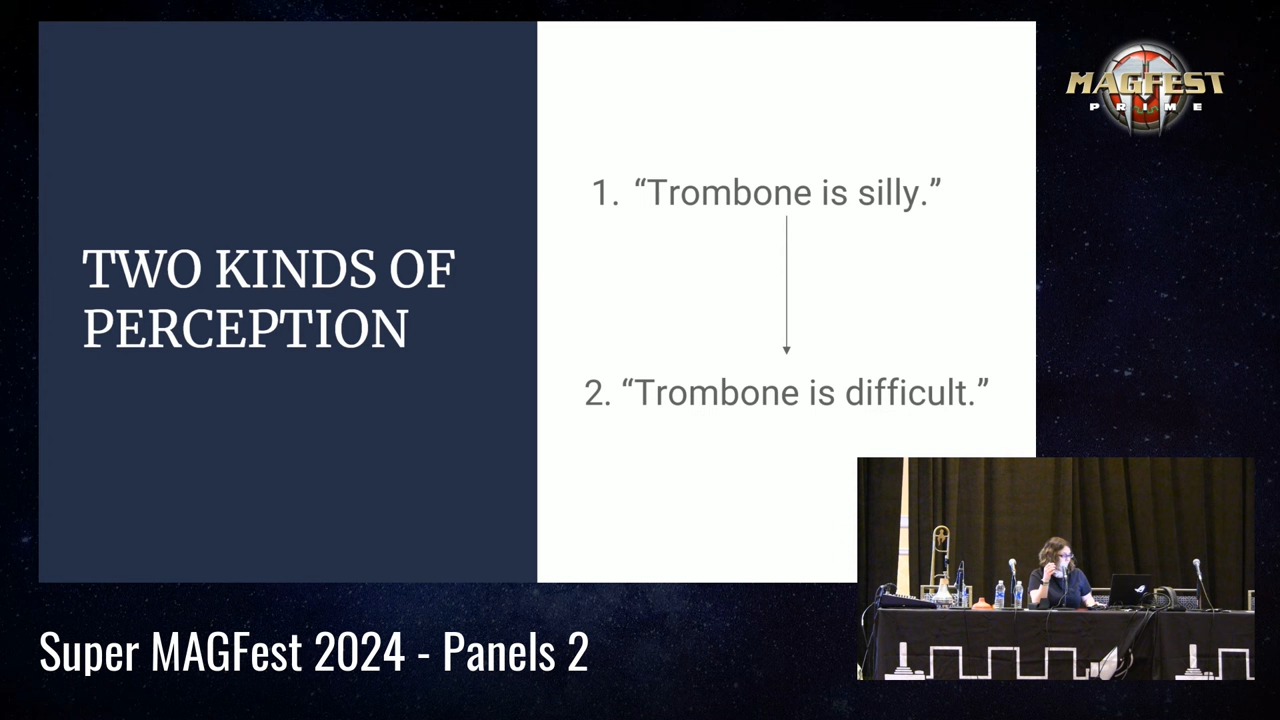 TWO KINDS OF
PERCEPTION
1. “Trombone is silly.”
2. “Trombone is difficult.”
MAGFEST
PRIME
Super MAGFest 2024 - Panels 2